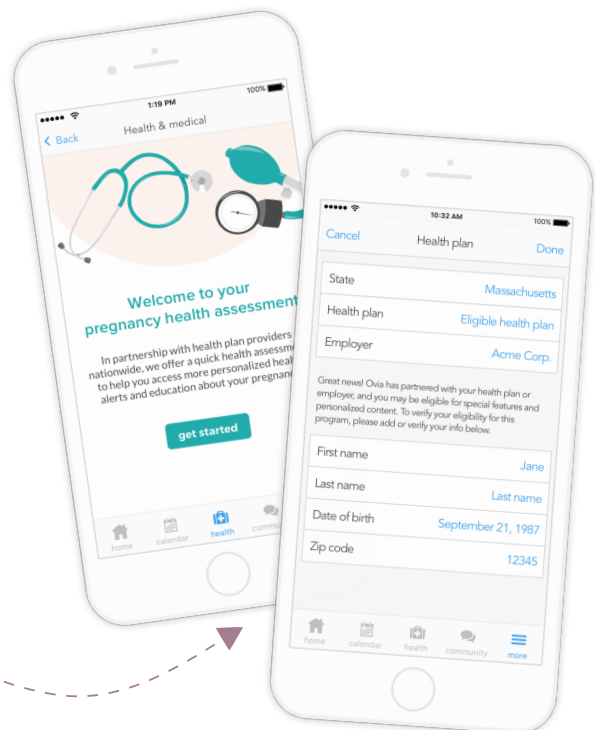 1:19 PM
100%
Back
Health & medical
Welcome to your
pregnancy health assessment
In partnership with health plan providers
nationwide, we offer a quick health
to help you access more personalized
alerts and education about your
get started
home
calendar
health
10:32 AM
100%
Cancel
Health plan
Done
State
Massachusetts
Health plan
Eligible health plan
Employer
Acme Corp.
Great news! Ovia has partnered with your health plan or
employer, and you may be eligible for special features and
personalized content. To verify your eligibility for this
program, please add or verify your info below.
First name
Jane
Last name
Last name
Date of birth
September 21, 1987
Zip code
12345
home
calendar
health
community
more